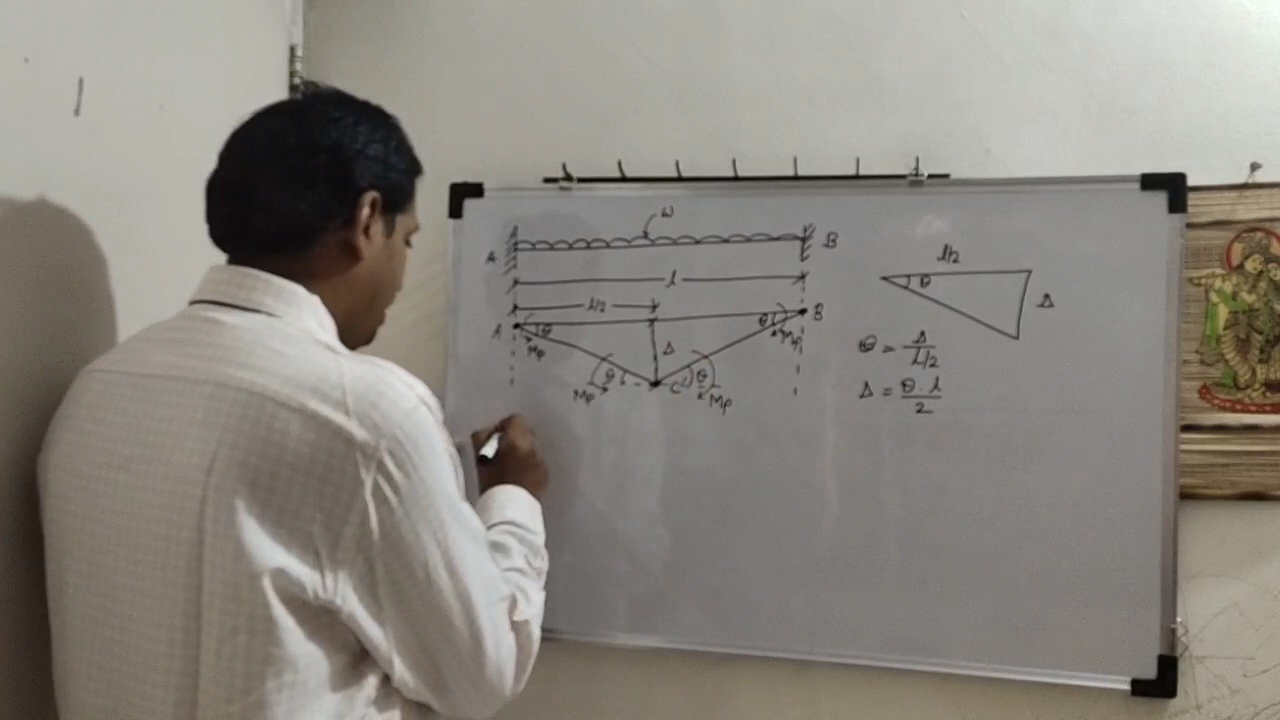 w
A B
l
l/2
A θ θ B
Mp Mp
Δ
θ C' θ
Mp Mp
l/2
θ Δ
θ = Δ / l/2
Δ = θ . l / 2